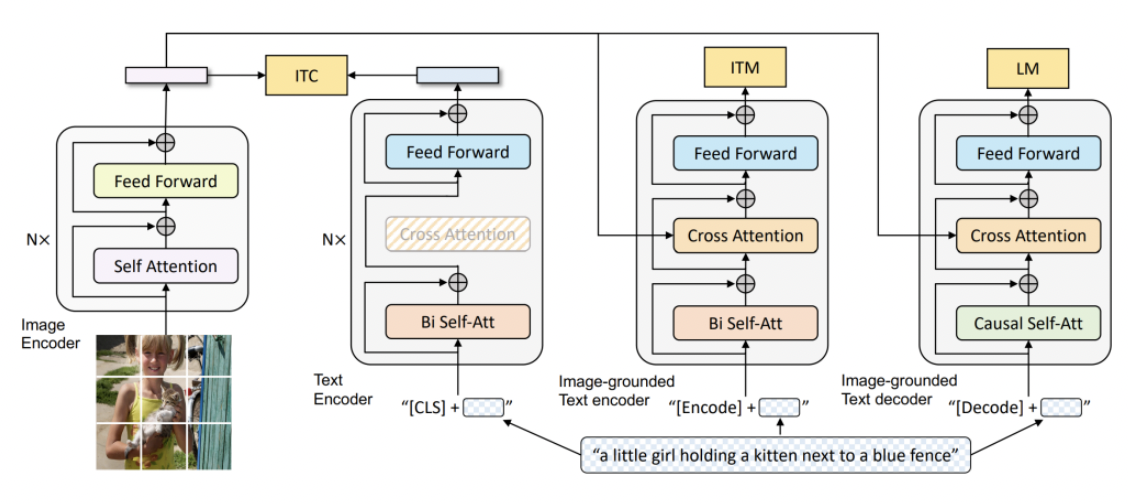 ITC
ITM
LM
Feed Forward
Self Attention
N×
Image
Encoder
Feed Forward
Cross Attention
Bi Self-Att
N×
Text
Encoder
"[CLS] + "
Feed Forward
Cross Attention
Bi Self-Att
Image-grounded
Text encoder
"[Encode] + "
Feed Forward
Cross Attention
Causal Self-Att
Image-grounded
Text decoder
"[Decode] + "
"a little girl holding a kitten next to a blue fence"